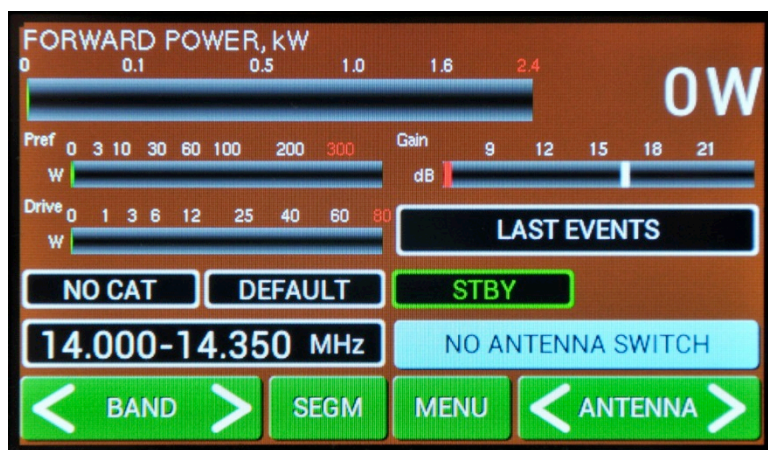 FORWARD POWER, kW
0 0.1 0.5 1.0 1.6 2.4
0W
Pref 0 3 10 30 60 100 200 300
W
Gain 9 12 15 18 21
dB
Drive 0 1 3 6 12 25 40 60 80
W
LAST EVENTS
NO CAT DEFAULT STBY
14.000-14.350 MHz NO ANTENNA SWITCH
< BAND > SEGM MENU < ANTENNA >